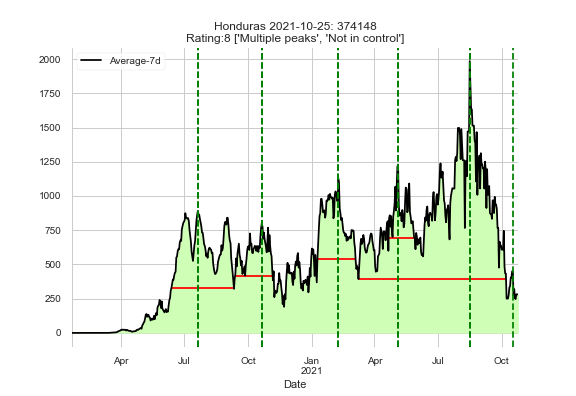 Honduras 2021-10-25: 374148
Rating:8 ['Multiple peaks', 'Not in control']
Average-7d
2000
1750
1500
1250
1000
750
500
250
0
Apr Jul Oct Jan Apr Jul Oct
2021
Date